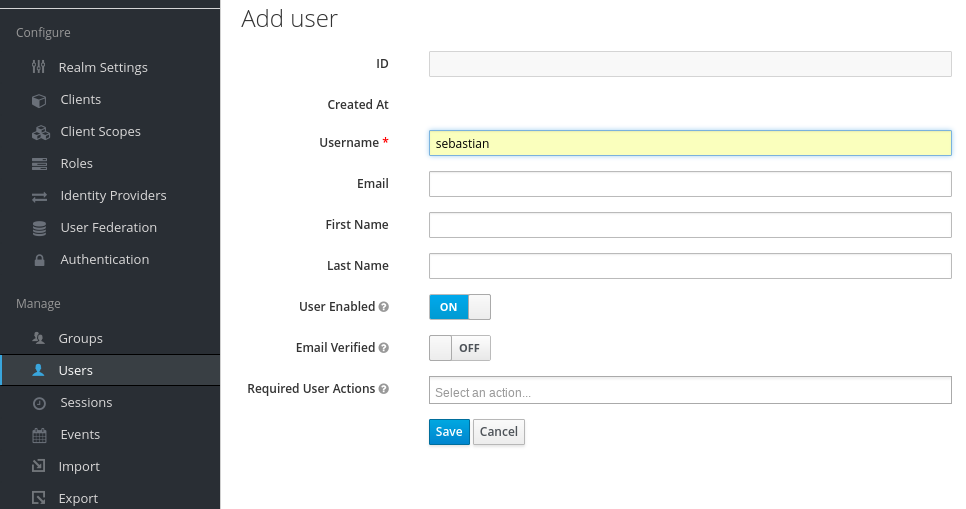 Configure
Realm Settings
Clients
Client Scopes
Roles
Identity Providers
User Federation
Authentication
Manage
Groups
Users
Sessions
Events
Import
Export
Add user
ID
Created At
Username *
sebastian
Email
First Name
Last Name
User Enabled
ON
Email Verified
OFF
Required User Actions
Select an action...
Save Cancel